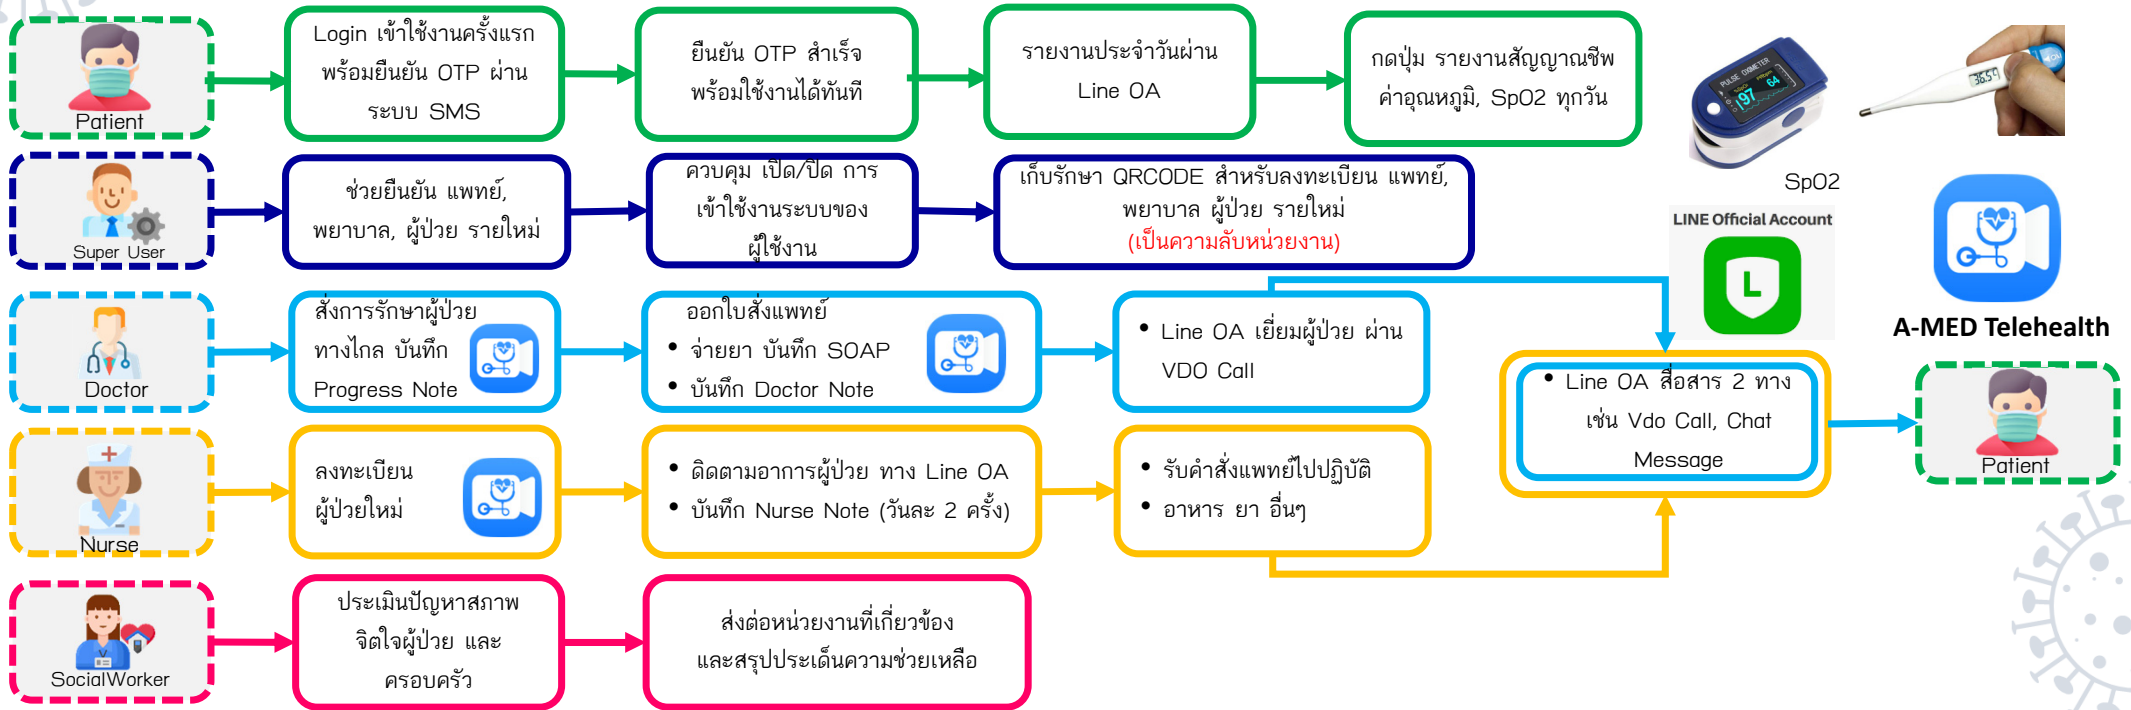 Patient
Login เข้าใช้งานครั้งแรก
พร้อมยืนยัน OTP ผ่าน
ระบบ SMS
ยืนยัน OTP สำเร็จ
พร้อมใช้งานได้ทันที
รายงานประจำวันผ่าน
Line OA
กดปุ่ม รายงานสัญญาณชีพ
ค่าอุณหภูมิ, SpO2 ทุกวัน
PULSE OXIMETER
97
64
36.5
SpO2
Super User
ช่วยยืนยัน แพทย์,
พยาบาล, ผู้ป่วย รายใหม่
ควบคุม เปิด/ปิด การ
เข้าใช้งานระบบของ
ผู้ใช้งาน
เก็บรักษา QRCODE สำหรับลงทะเบียน แพทย์,
พยาบาล ผู้ป่วย รายใหม่
(เป็นความลับหน่วยงาน)
LINE Official Account
L
A-MED Telehealth
Doctor
สั่งการรักษาผู้ป่วย
ทางไกล บันทึก
Progress Note
ออกใบสั่งแพทย์
• จ่ายยา บันทึก SOAP
• บันทึก Doctor Note
• Line OA เยี่ยมผู้ป่วย ผ่าน
VDO Call
• Line OA สื่อสาร 2 ทาง
เช่น Vdo Call, Chat
Message
Patient
Nurse
ลงทะเบียน
ผู้ป่วยใหม่
• ติดตามอาการผู้ป่วย ทาง Line OA
• บันทึก Nurse Note (วันละ 2 ครั้ง)
• รับคำสั่งแพทย์ไปปฏิบัติ
• อาหาร ยา อื่นๆ
SocialWorker
ประเมินปัญหาสภาพ
จิตใจผู้ป่วย และ
ครอบครัว
ส่งต่อหน่วยงานที่เกี่ยวข้อง
และสรุปประเด็นความช่วยเหลือ